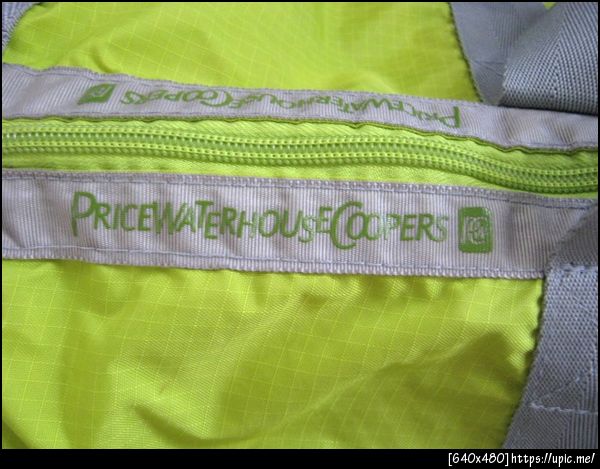 PRICEWATERHOUSECOOPERS
PRICEWATERHOUSECOOPERS
[640x480]https://upic.me/